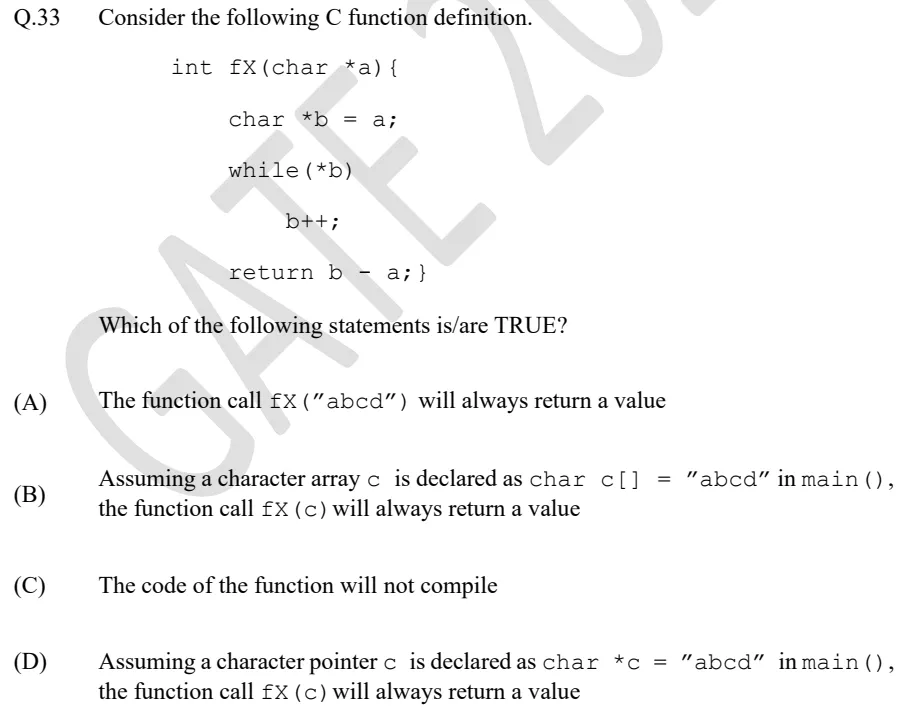 Q.33 Consider the following C function definition.
int fX(char *a){
char *b = a;
while(*b)
b++;
return b - a;}
Which of the following statements is/are TRUE?
(A) The function call fX(″abcd″) will always return a value
(B) Assuming a character array c is declared as char c[] = ″abcd″ in main(),
the function call fX(c) will always return a value
(C) The code of the function will not compile
(D) Assuming a character pointer c is declared as char *c = ″abcd″ in main(),
the function call fX(c) will always return a value